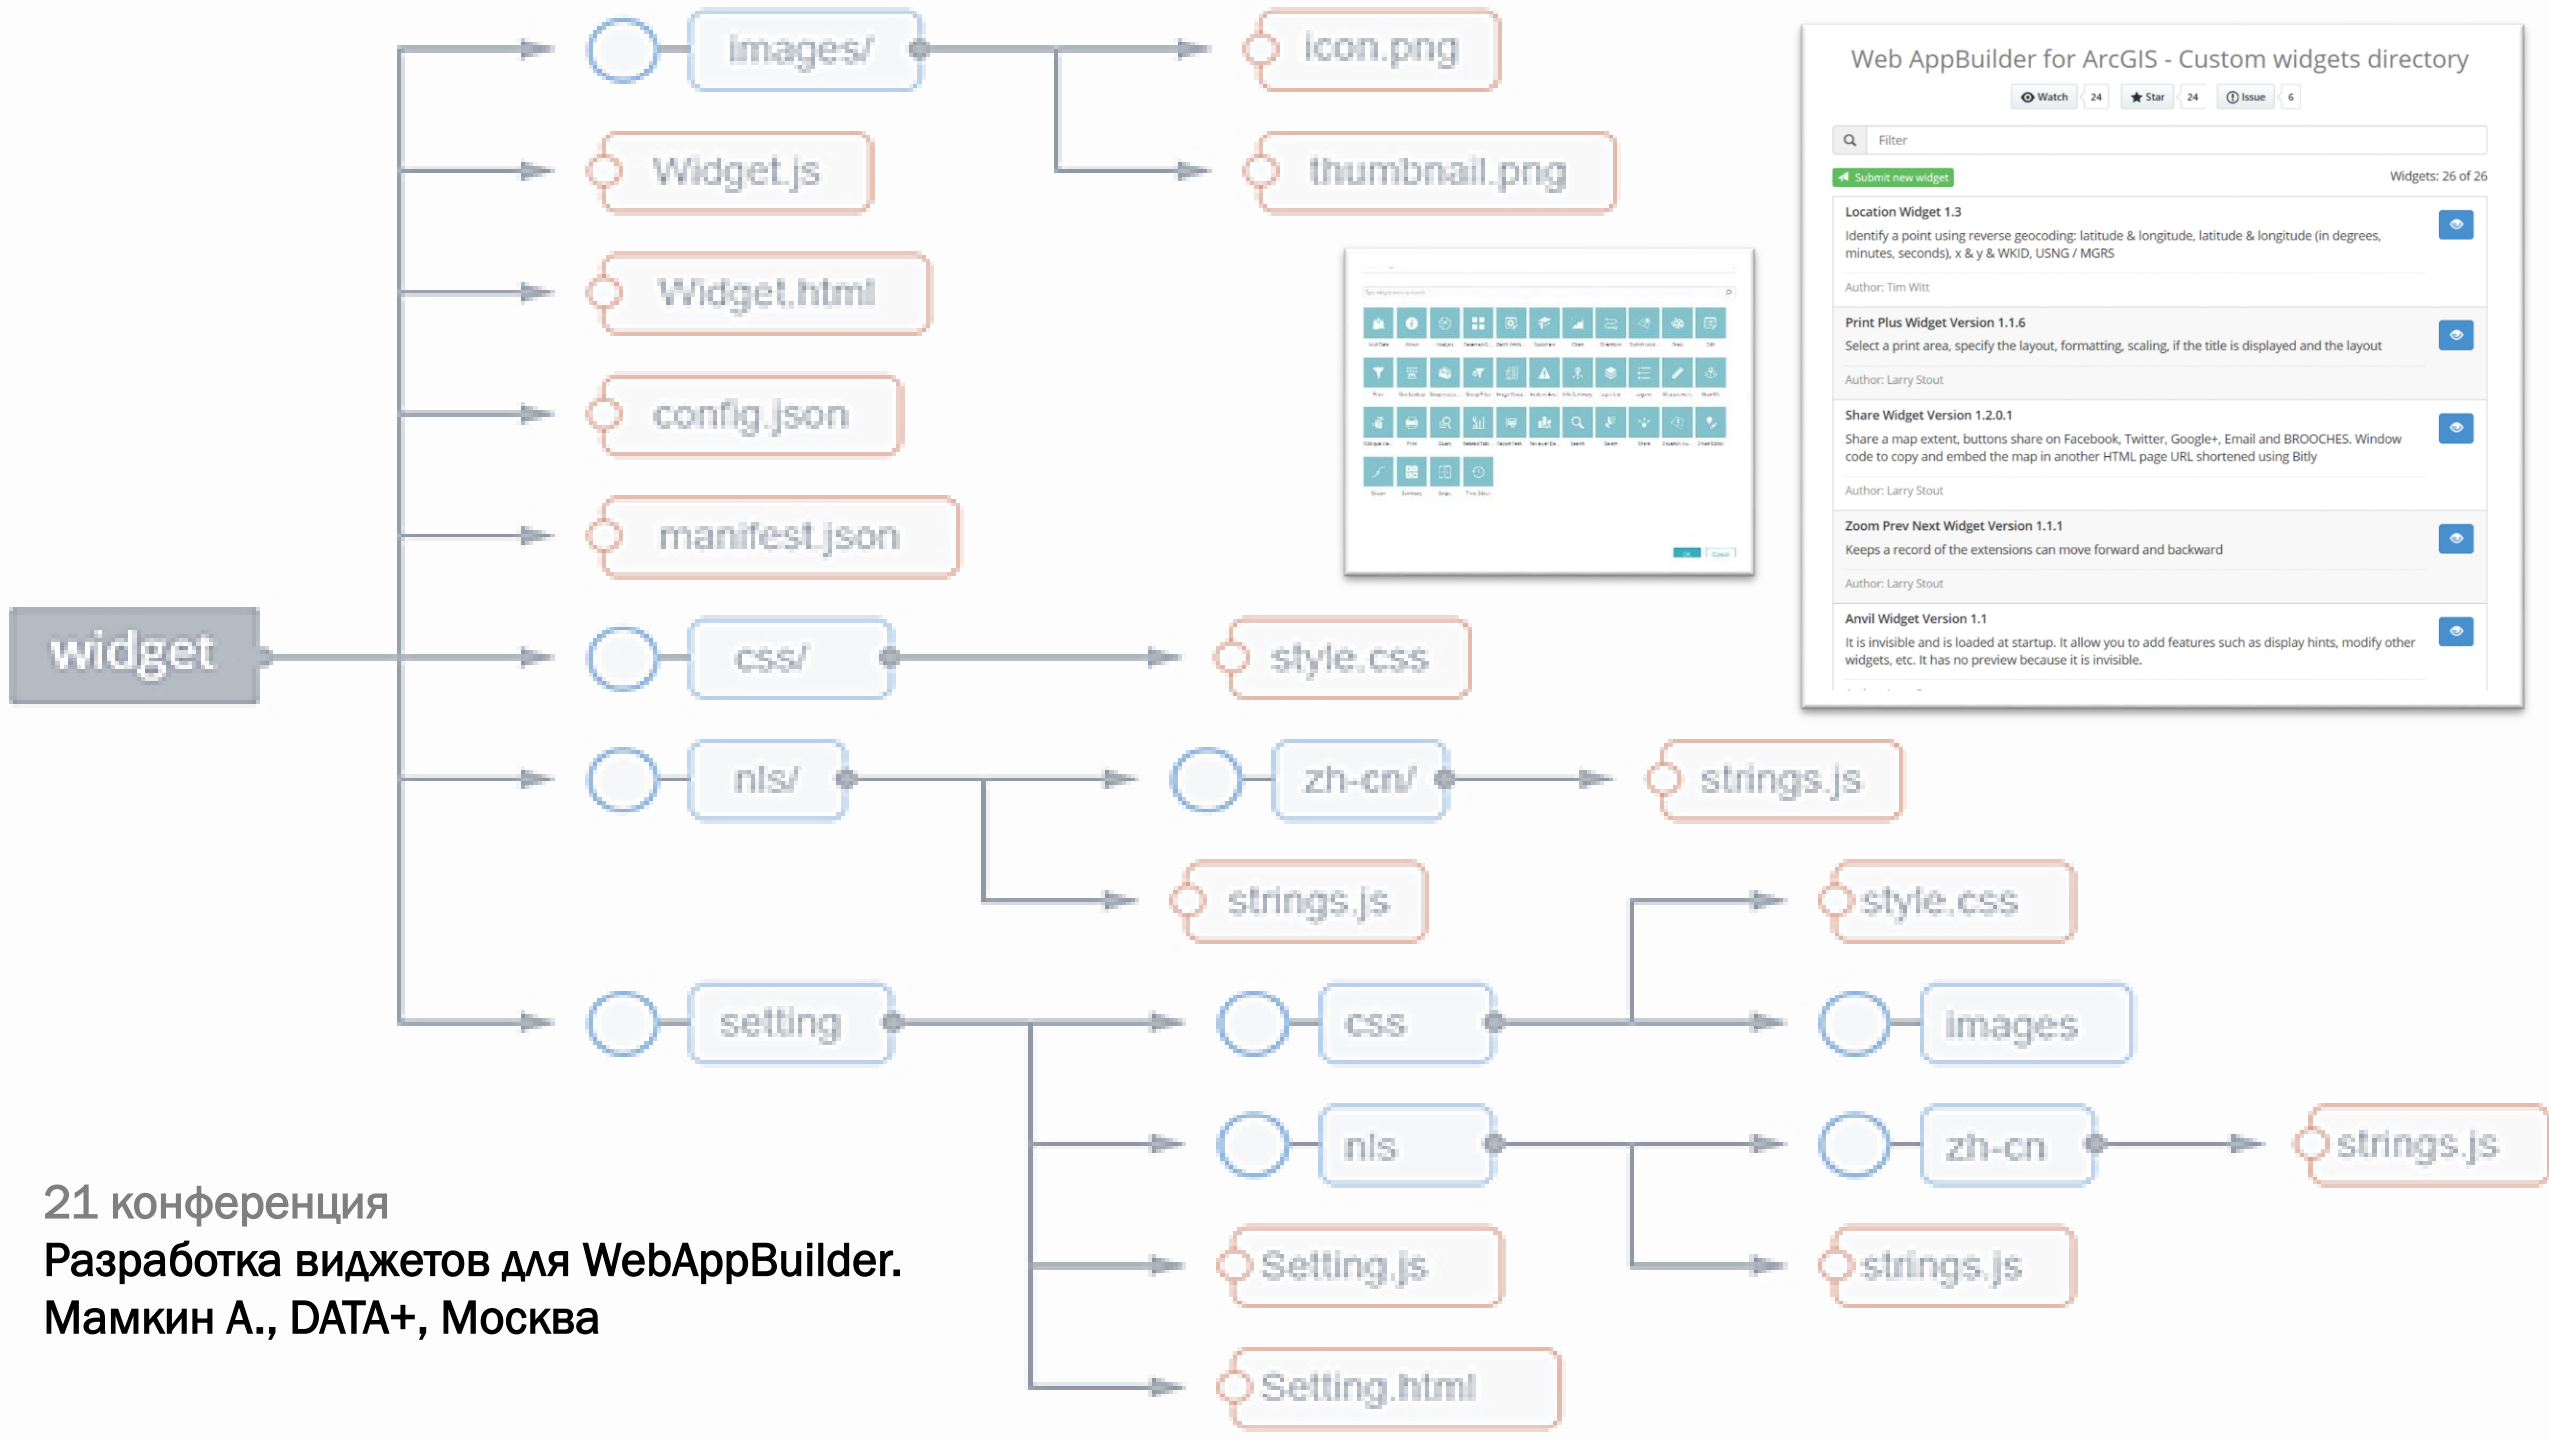 images/
icon.png
Widget.js
thumbnail.png
Widget.html
config.json
manifest.json
widget
css/
style.css
nls/
zh-cn/
strings.js
strings.js
style.css
setting
css
images
nls
zh-cn
strings.js
Setting.js
strings.js
Setting.html
Web AppBuilder for ArcGIS - Custom widgets directory
Watch 24 Star 24 Issue 6
Filter
Submit new widget
Widgets: 26 of 26
Location Widget 1.3
Identify a point using reverse geocoding: latitude & longitude, latitude & longitude (in degrees,
minutes, seconds), x & y & WKID, USNG / MGRS
Author: Tim Witt
Print Plus Widget Version 1.1.6
Select a print area, specify the layout, formatting, scaling, if the title is displayed and the layout
Author: Larry Stout
Share Widget Version 1.2.0.1
Share a map extent, buttons share on Facebook, Twitter, Google+, Email and BROOCHES. Window
code to copy and embed the map in another HTML page URL shortened using Bitly
Author: Larry Stout
Zoom Prev Next Widget Version 1.1.1
Keeps a record of the extensions can move forward and backward
Author: Larry Stout
Anvil Widget Version 1.1
It is invisible and is loaded at startup. It allow you to add features such as display hints, modify other
widgets, etc. It has no preview because it is invisible.
21 конференция
Разработка виджетов для WebAppBuilder.
Мамкин А., DATA+, Москва